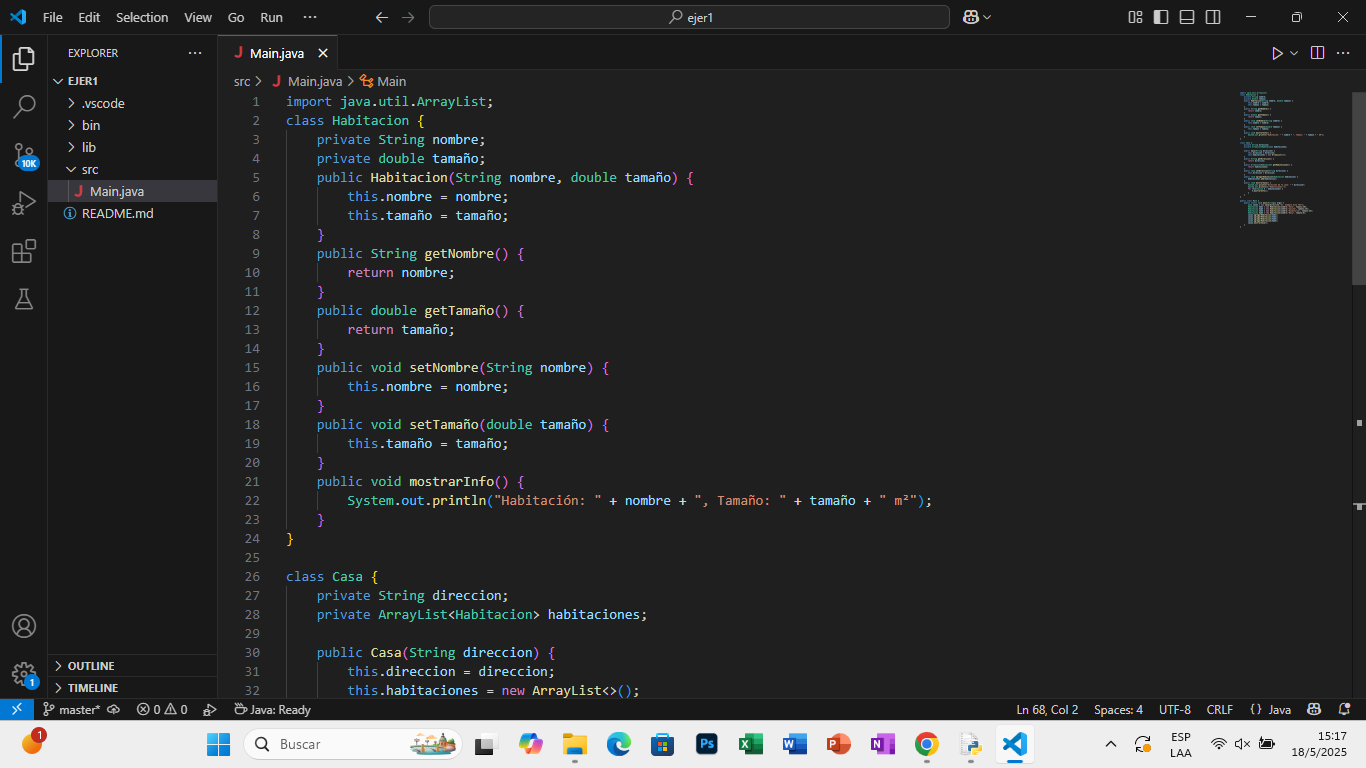 File Edit Selection View Go Run ···
ejer1
EXPLORER ···
EJER1
.vscode
bin
lib
src
J Main.java
README.md
10K
1
OUTLINE
TIMELINE
J Main.java
src > J Main.java > Main
1 import java.util.ArrayList;
2 class Habitacion {
3 private String nombre;
4 private double tamaño;
5 public Habitacion(String nombre, double tamaño) {
6 this.nombre = nombre;
7 this.tamaño = tamaño;
8 }
9 public String getNombre() {
10 return nombre;
11 }
12 public double getTamaño() {
13 return tamaño;
14 }
15 public void setNombre(String nombre) {
16 this.nombre = nombre;
17 }
18 public void setTamaño(double tamaño) {
19 this.tamaño = tamaño;
20 }
21 public void mostrarInfo() {
22 System.out.println("Habitación: " + nombre + ", Tamaño: " + tamaño + " m²");
23 }
24 }
25
26 class Casa {
27 private String direccion;
28 private ArrayList<Habitacion> habitaciones;
29
30 public Casa(String direccion) {
31 this.direccion = direccion;
32 this.habitaciones = new ArrayList<>();
master* 0 0 Java: Ready Ln 68, Col 2 Spaces: 4 UTF-8 CRLF {} Java
1 Buscar Ps X W P N ESP 15:17
LAA 18/5/2025